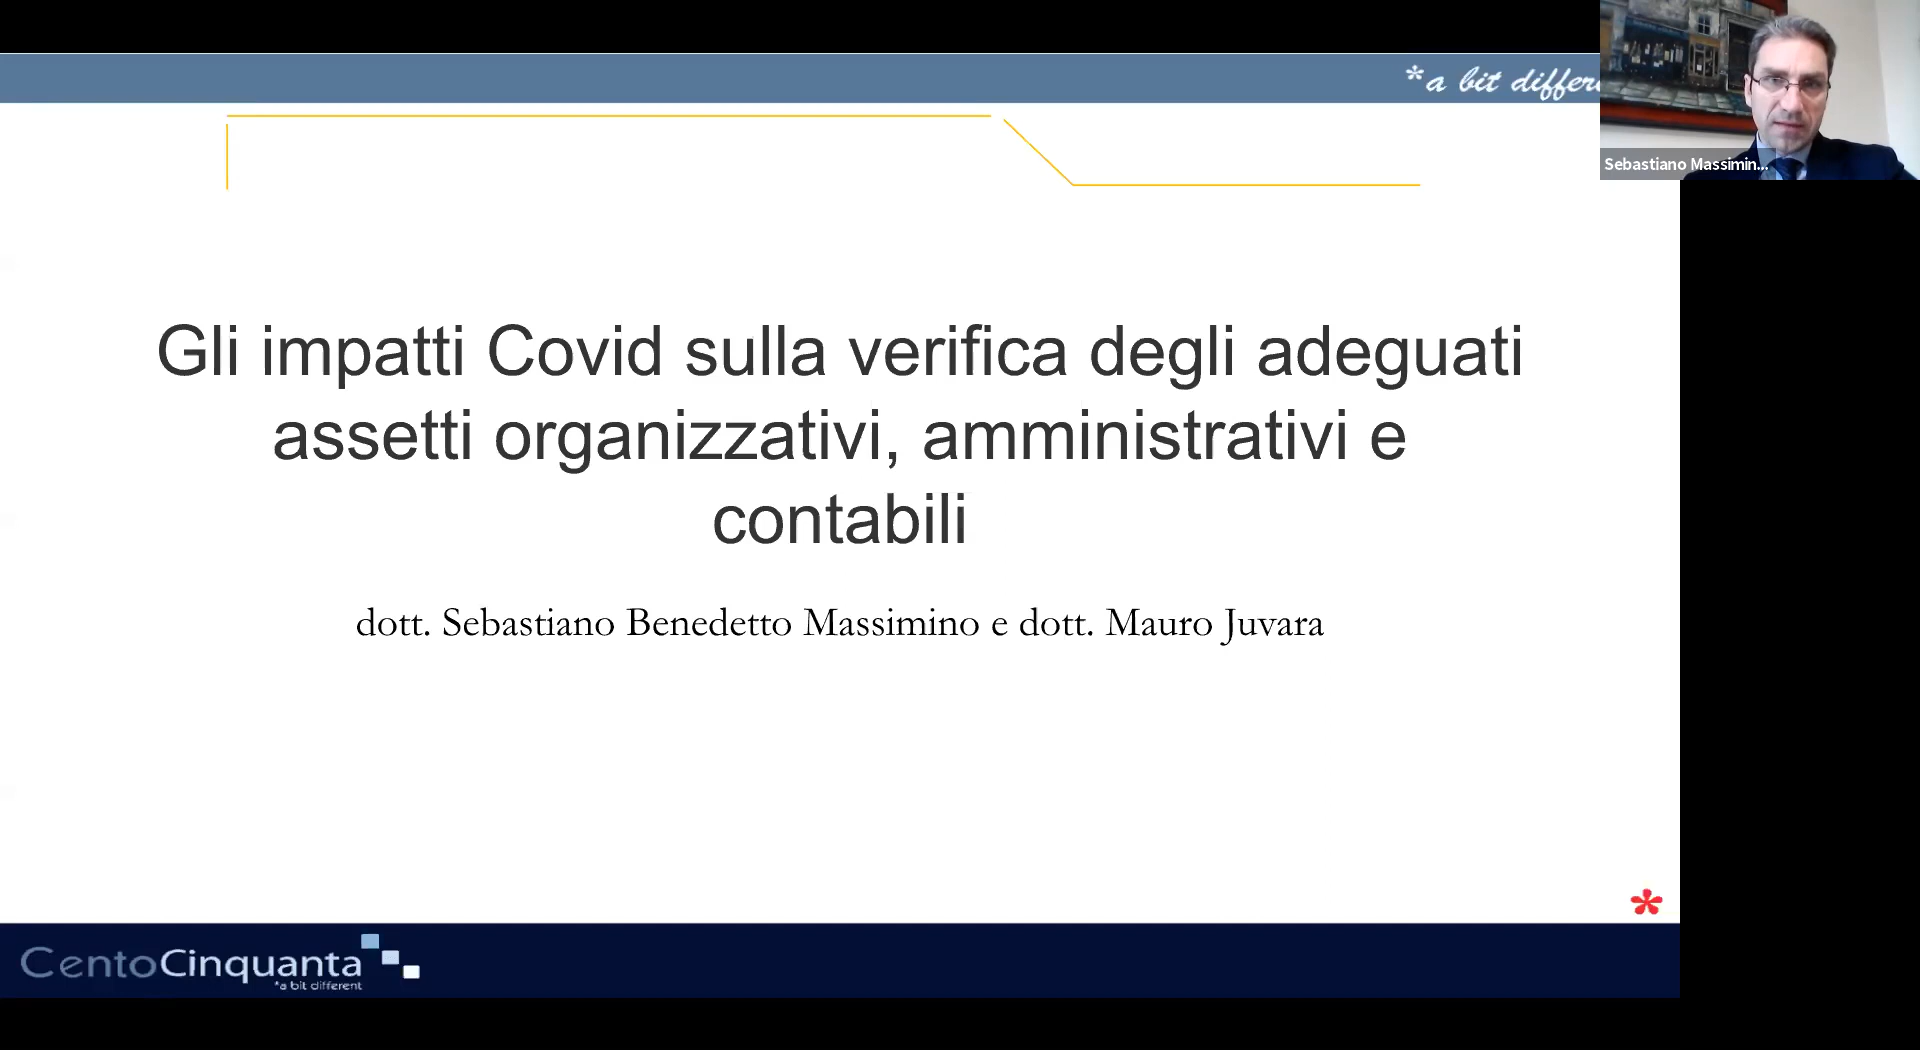 *a bit differe
Sebastiano Massimin...
Gli impatti Covid sulla verifica degli adeguati
assetti organizzativi, amministrativi e
contabili
dott. Sebastiano Benedetto Massimino e dott. Mauro Juvara
*
CentoCinquanta
*a bit different